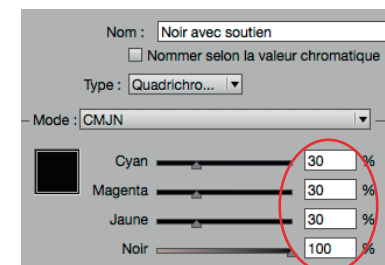 Nom : Noir avec soutien
Nommer selon la valeur chromatique
Type : Quadrichro...
Mode : CMJN
Cyan 30 %
Magenta 30 %
Jaune 30 %
Noir 100 %